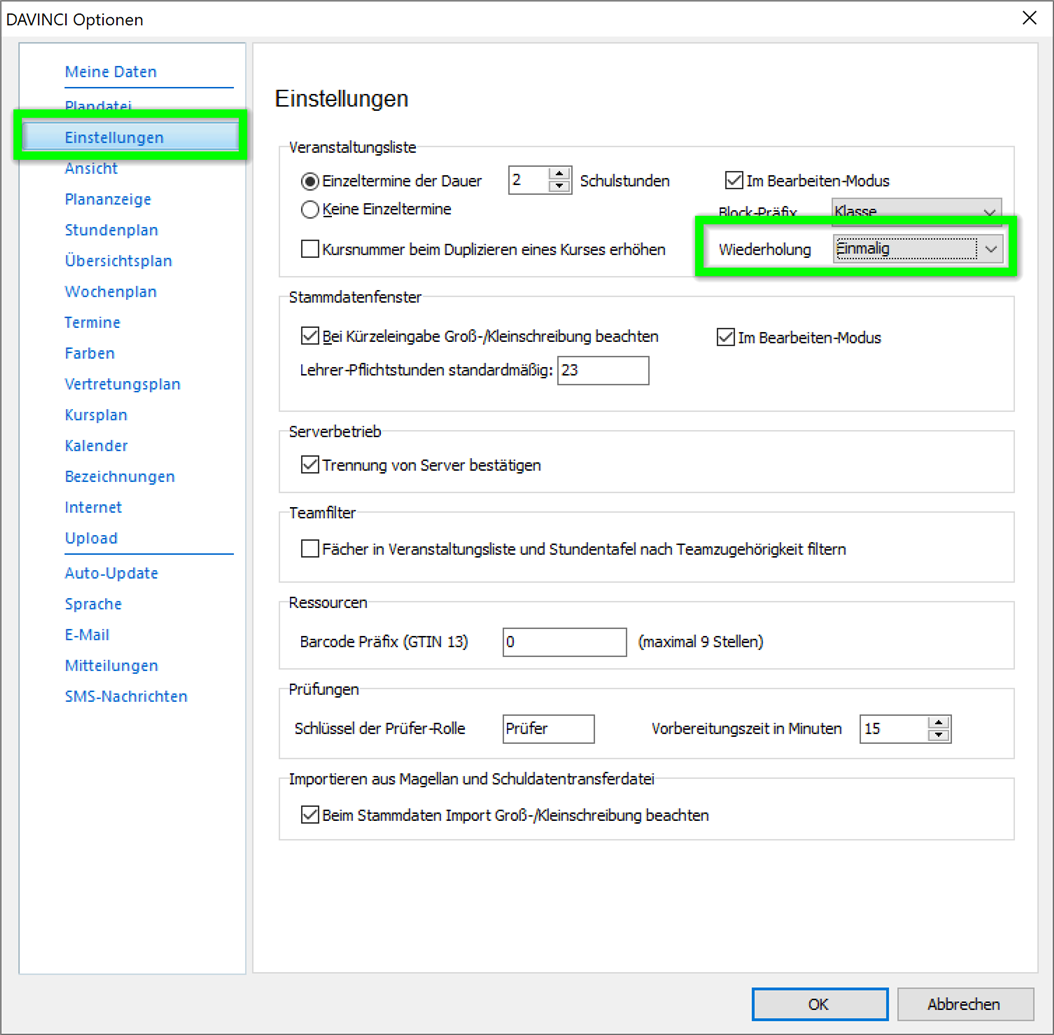 DAVINCI Optionen
Meine Daten
Plandatei
Einstellungen
Ansicht
Plananzeige
Stundenplan
Übersichtsplan
Wochenplan
Termine
Farben
Vertretungsplan
Kursplan
Kalender
Bezeichnungen
Internet
Upload
Auto-Update
Sprache
E-Mail
Mitteilungen
SMS-Nachrichten
Einstellungen
Veranstaltungsliste
Einzeltermine der Dauer 2 Schulstunden Im Bearbeiten-Modus
Keine Einzeltermine Block-Präfix Klasse
Kursnummer beim Duplizieren eines Kurses erhöhen Wiederholung Einmalig
Stammdatenfenster
Bei Kürzeleingabe Groß-/Kleinschreibung beachten Im Bearbeiten-Modus
Lehrer-Pflichtstunden standardmäßig: 23
Serverbetrieb
Trennung von Server bestätigen
Teamfilter
Fächer in Veranstaltungsliste und Stundentafel nach Teamzugehörigkeit filtern
Ressourcen
Barcode Präfix (GTIN 13) 0 (maximal 9 Stellen)
Prüfungen
Schlüssel der Prüfer-Rolle Prüfer Vorbereitungszeit in Minuten 15
Importieren aus Magellan und Schuldatentransferdatei
Beim Stammdaten Import Groß-/Kleinschreibung beachten
OK Abbrechen